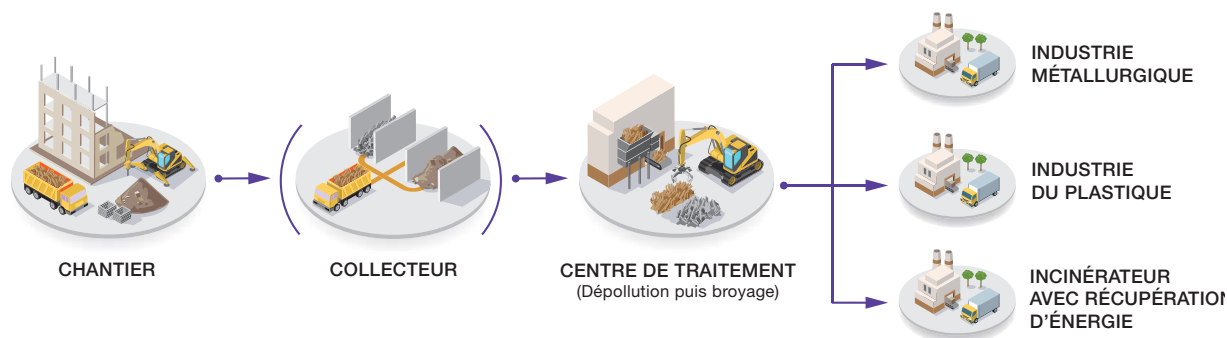 CHANTIER
COLLECTEUR
CENTRE DE TRAITEMENT
(Dépollution puis broyage)
INDUSTRIE
MÉTALLURGIQUE
INDUSTRIE
DU PLASTIQUE
INCINÉRATEUR
AVEC RÉCUPÉRATION
D'ÉNERGIE